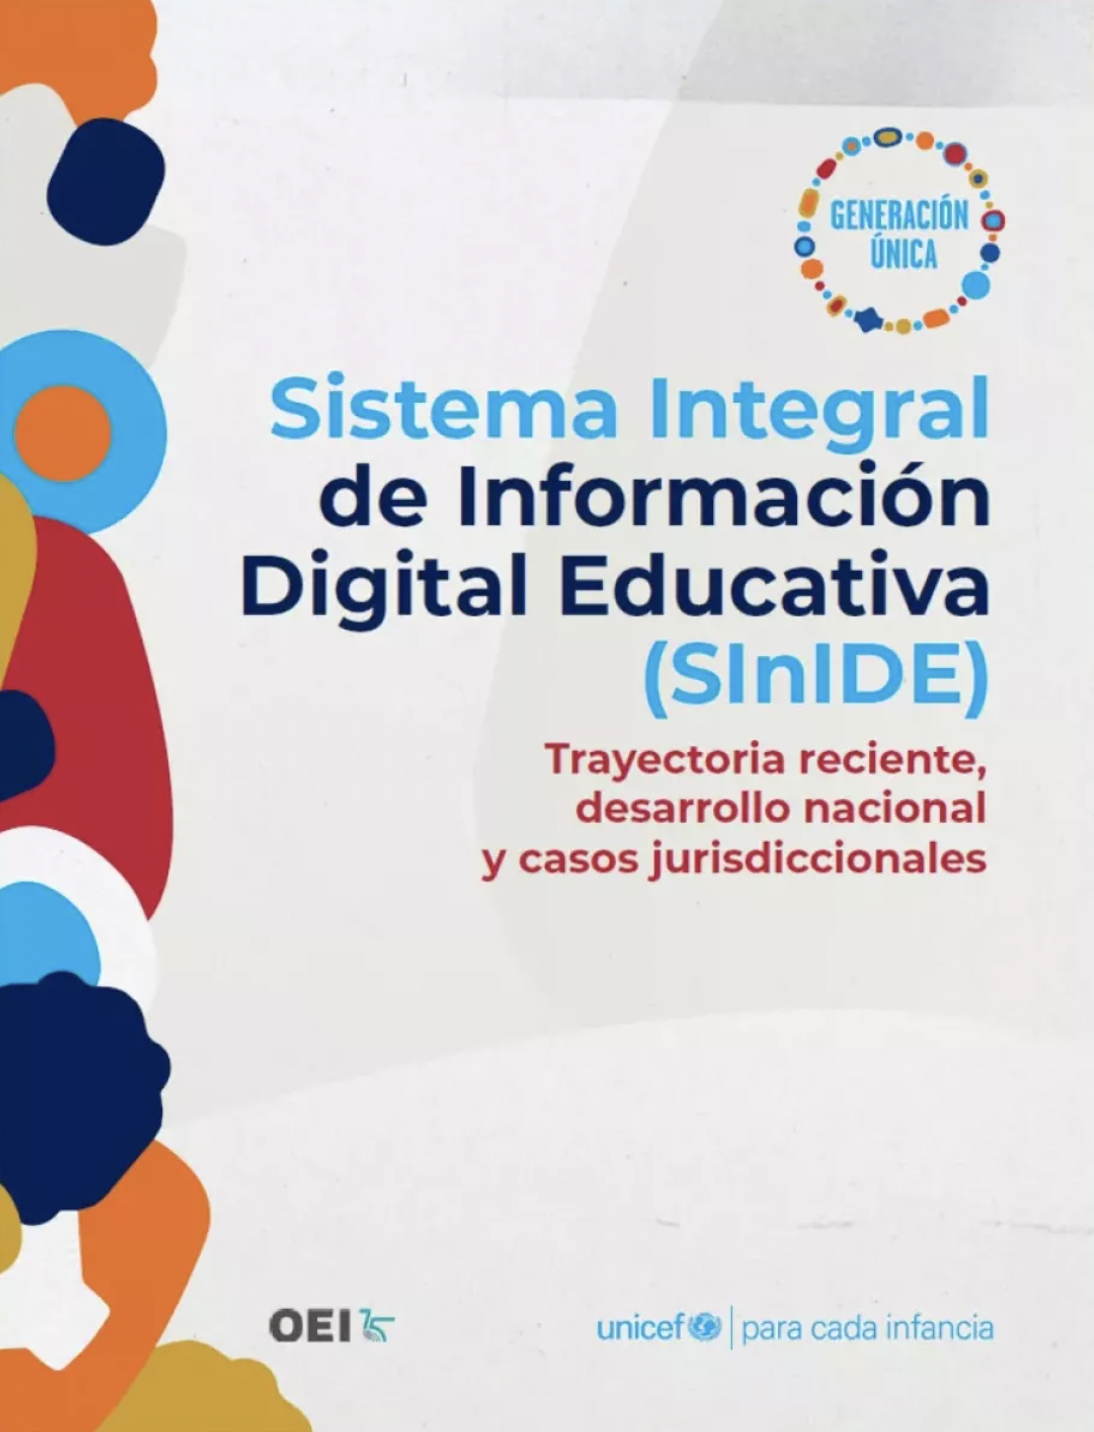 GENERACIÓN
ÚNICA
Sistema Integral
de Información
Digital Educativa
(SInIDE)
Trayectoria reciente,
desarrollo nacional
y casos jurisdiccionales
OEI 75
unicef | para cada infancia